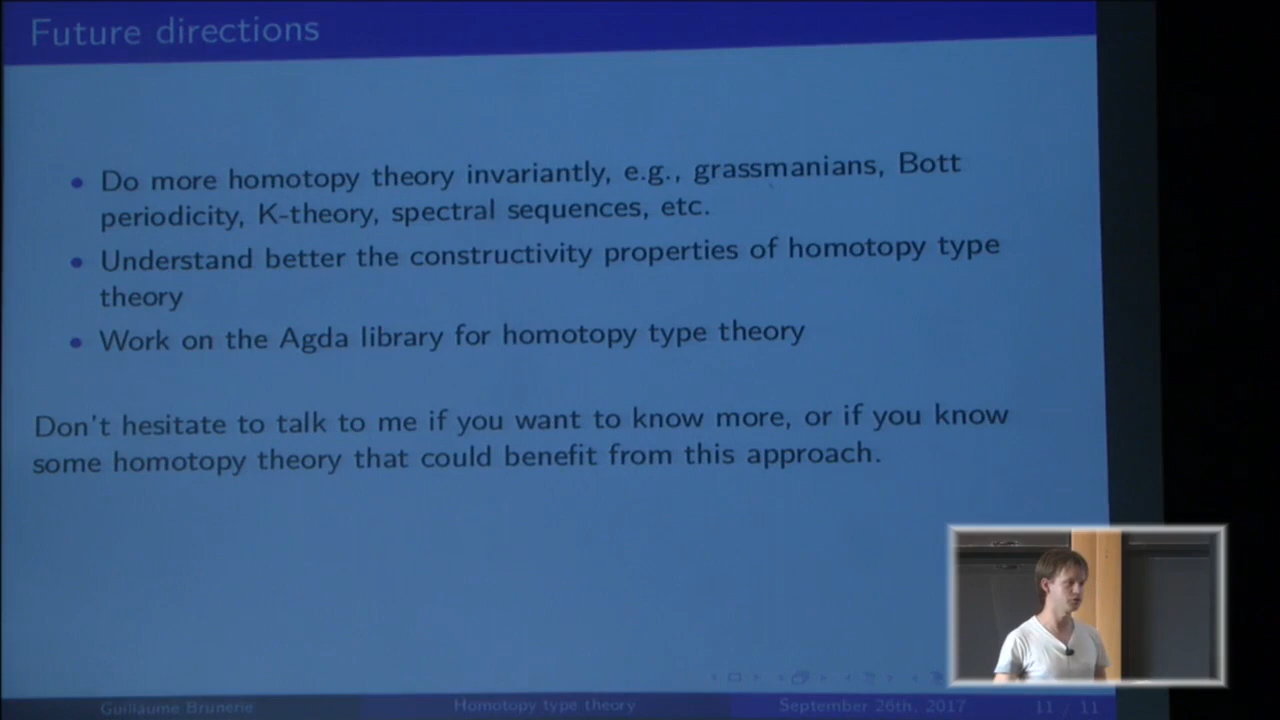 Future directions
• Do more homotopy theory invariantly, e.g., grassmanians, Bott
periodicity, K-theory, spectral sequences, etc.
• Understand better the constructivity properties of homotopy type
theory
• Work on the Agda library for homotopy type theory
Don't hesitate to talk to me if you want to know more, or if you know
some homotopy theory that could benefit from this approach.
Guillaume Brunerie Homotopy type theory September 26th, 2017 11 / 11